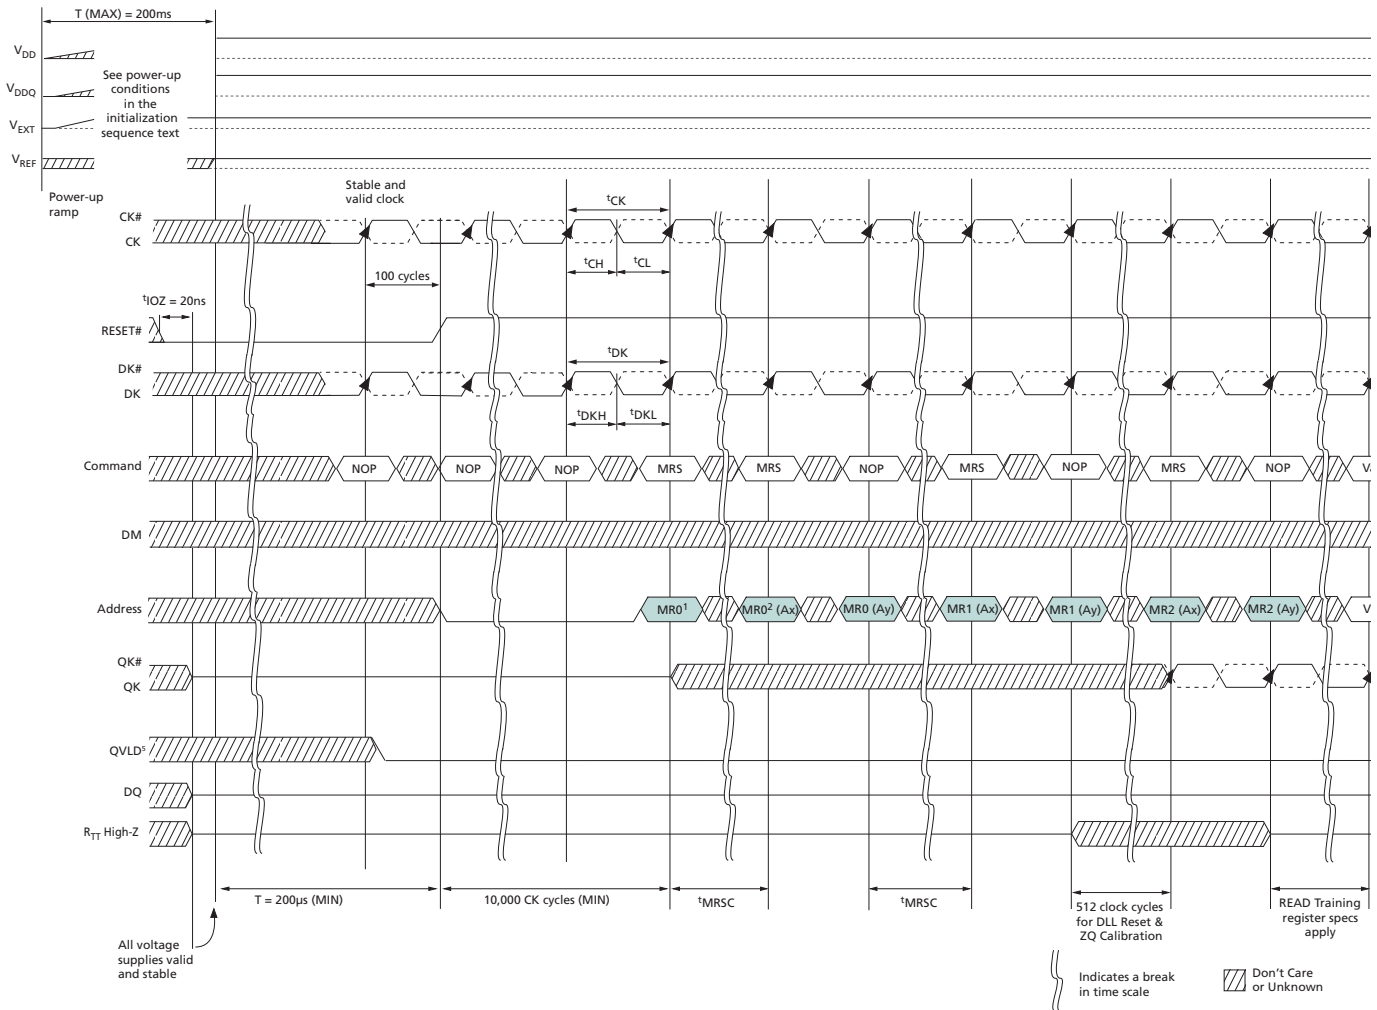 T (MAX) = 200ms
VDD
VDDQ
VEXT
VREF
See power-up
conditions
in the
initialization
sequence text
Power-up
ramp
Stable and
valid clock
CK#
CK
tCK
tCH
tCL
100 cycles
tIOZ = 20ns
RESET#
tDK
DK#
DK
tDKH
tDKL
Command
NOP
NOP
NOP
MRS
MRS
NOP
MRS
NOP
MRS
NOP
DM
Address
MR0¹
MR0² (Ax)
MR0 (Ay)
MR1 (Ax)
MR1 (Ay)
MR2 (Ax)
MR2 (Ay)
QK#
QK
QVLD⁵
DQ
RTT High-Z
T = 200µs (MIN)
10,000 CK cycles (MIN)
tMRSC
tMRSC
512 clock cycles
for DLL Reset &
ZQ Calibration
READ Training
register specs
apply
All voltage
supplies valid
and stable
Indicates a break
in time scale
Don't Care
or Unknown